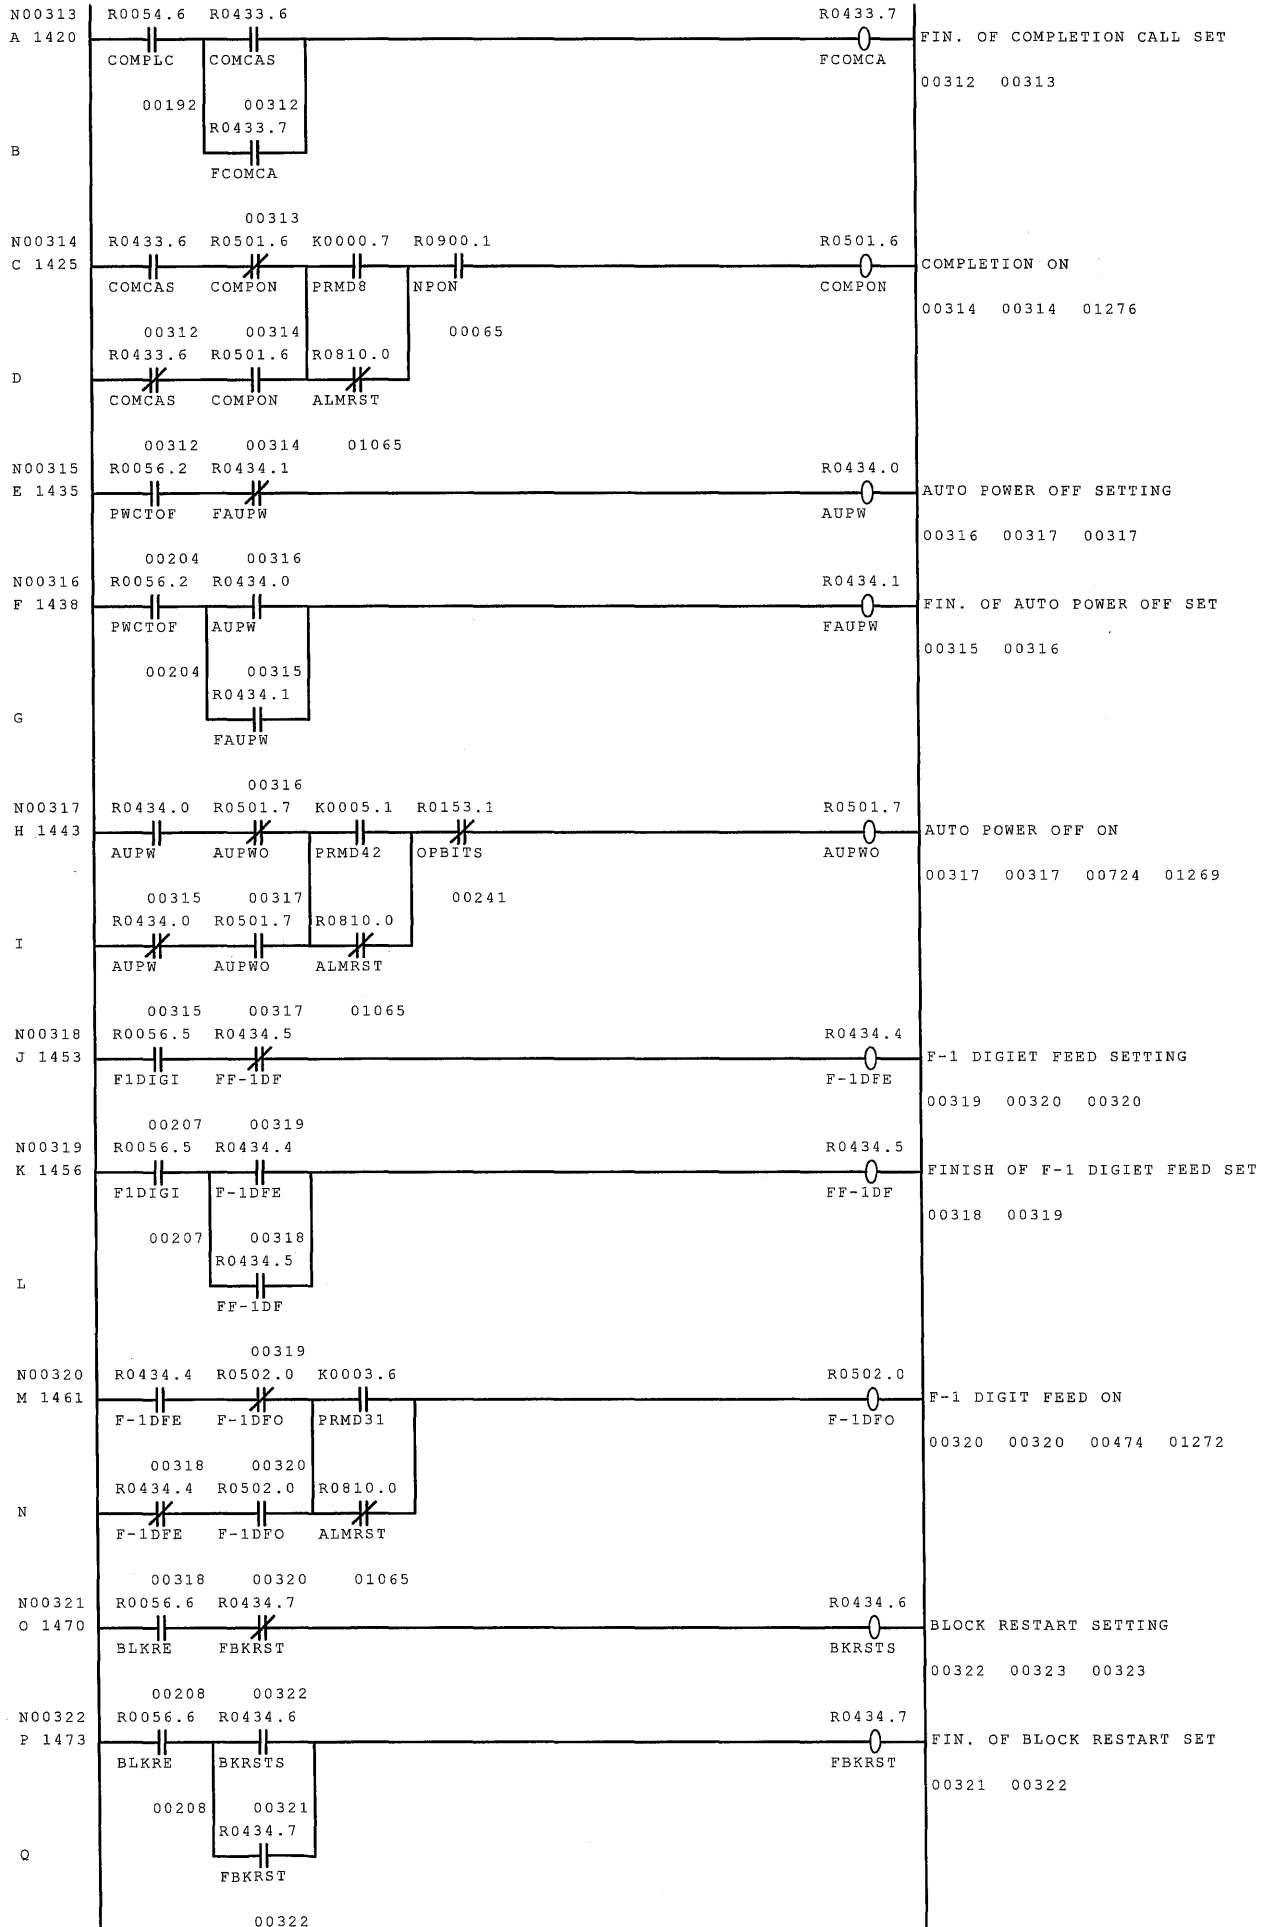 N00313 R0054.6 R0433.6 R0433.7
A 1420 FIN. OF COMPLETION CALL SET
COMPLC COMCAS FCOMCA
00312 00313
00192 00312
R0433.7
B
FCOMCA
00313
N00314 R0433.6 R0501.6 K0000.7 R0900.1 R0501.6
C 1425 COMPLETION ON
COMCAS COMPON PRMD8 NPON COMPON
00314 00314 01276
00312 00314 00065
R0433.6 R0501.6 R0810.0
D
COMCAS COMPON ALMRST
00312 00314 01065
N00315 R0056.2 R0434.1 R0434.0
E 1435 AUTO POWER OFF SETTING
PWCTOF FAUPW AUPW
00316 00317 00317
00204 00316
N00316 R0056.2 R0434.0 R0434.1
F 1438 FIN. OF AUTO POWER OFF SET
PWCTOF AUPW FAUPW
00315 00316
00204 00315
R0434.1
G
FAUPW
00316
N00317 R0434.0 R0501.7 K0005.1 R0153.1 R0501.7
H 1443 AUTO POWER OFF ON
AUPW AUPWO PRMD42 OPBITS AUPWO
00317 00317 00724 01269
00315 00317 00241
R0434.0 R0501.7 R0810.0
I
AUPW AUPWO ALMRST
00315 00317 01065
N00318 R0056.5 R0434.5 R0434.4
J 1453 F-1 DIGIET FEED SETTING
F1DIGI FF-1DF F-1DFE
00319 00320 00320
00207 00319
N00319 R0056.5 R0434.4 R0434.5
K 1456 FINISH OF F-1 DIGIET FEED SET
F1DIGI F-1DFE FF-1DF
00318 00319
00207 00318
R0434.5
L
FF-1DF
00319
N00320 R0434.4 R0502.0 K0003.6 R0502.0
M 1461 F-1 DIGIT FEED ON
F-1DFE F-1DFO PRMD31 F-1DFO
00320 00320 00474 01272
00318 00320
R0434.4 R0502.0 R0810.0
N
F-1DFE F-1DFO ALMRST
00318 00320 01065
N00321 R0056.6 R0434.7 R0434.6
O 1470 BLOCK RESTART SETTING
BLKRE FBKRST BKRSTS
00322 00323 00323
00208 00322
N00322 R0056.6 R0434.6 R0434.7
P 1473 FIN. OF BLOCK RESTART SET
BLKRE BKRSTS FBKRST
00321 00322
00208 00321
R0434.7
Q
FBKRST
00322